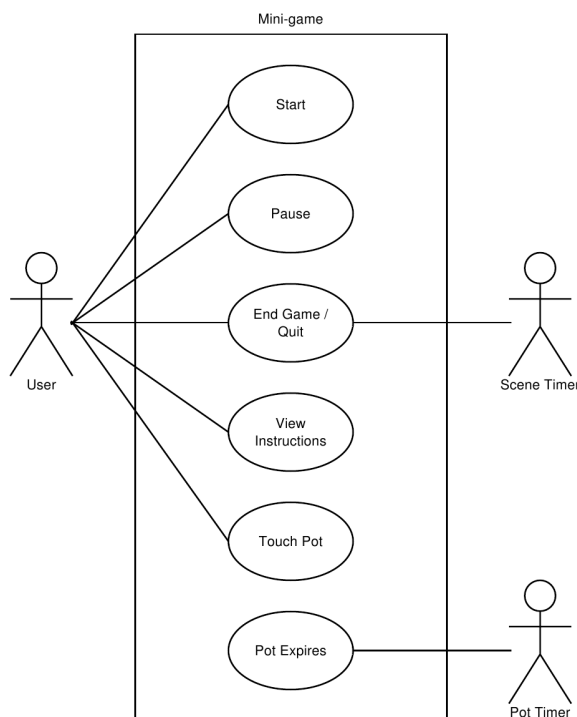 Mini-game
Start
Pause
End Game /
Quit
User
Scene Timer
View
Instructions
Touch Pot
Pot Expires
Pot Timer